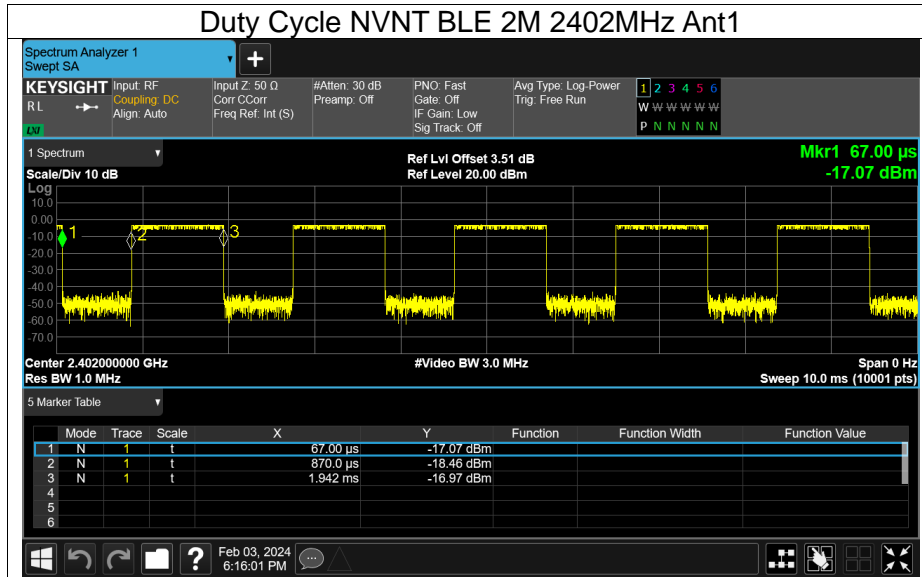 Duty Cycle NVNT BLE 2M 2402MHz Ant1
Spectrum Analyzer 1
Swept SA
+
KEYSIGHT Input: RF Input Z: 50 Ω #Atten: 30 dB PNO: Fast Avg Type: Log-Power 1 2 3 4 5 6
R L Coupling: DC Corr CCorr Preamp: Off Gate: Off Trig: Free Run W W W W W W
Align: Auto Freq Ref: Int (S) IF Gain: Low
LXI Sig Track: Off P N N N N N
1 Spectrum Ref Lvl Offset 3.51 dB Mkr1 67.00 µs
Scale/Div 10 dB Ref Level 20.00 dBm -17.07 dBm
Log
10.0
0.00
-10.0 1 2 3
-20.0
-30.0
-40.0
-50.0
-60.0
-70.0
Center 2.402000000 GHz #Video BW 3.0 MHz Span 0 Hz
Res BW 1.0 MHz Sweep 10.0 ms (10001 pts)
5 Marker Table
Mode Trace Scale X Y Function Function Width Function Value
1 N 1 t 67.00 µs -17.07 dBm
2 N 1 t 870.0 µs -18.46 dBm
3 N 1 t 1.942 ms -16.97 dBm
4
5
6
? Feb 03, 2024
6:16:01 PM